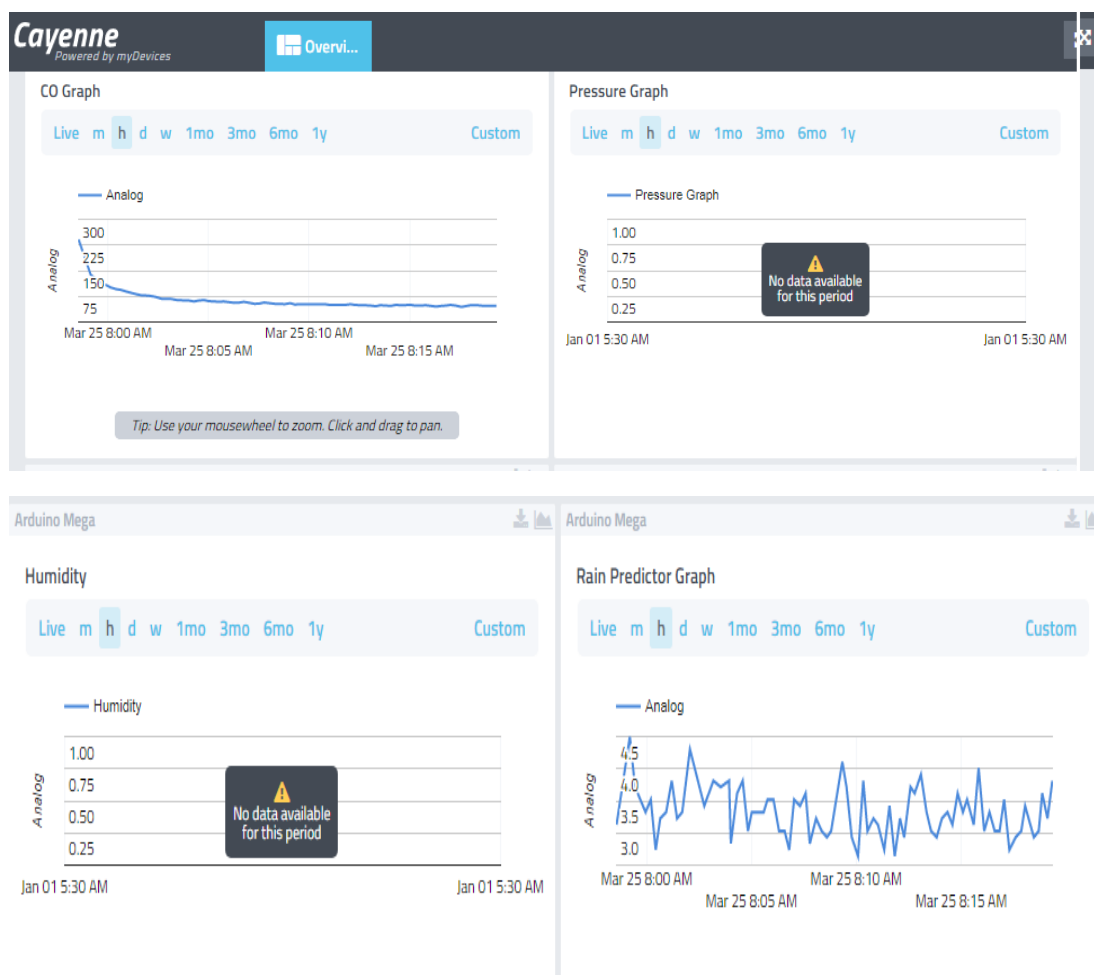 Cayenne
Powered by myDevices
Overvi...
CO Graph
Live m h d w 1mo 3mo 6mo 1y Custom
Analog
300
225
150
75
Analog
Mar 25 8:00 AM
Mar 25 8:05 AM
Mar 25 8:10 AM
Mar 25 8:15 AM
Tip: Use your mousewheel to zoom. Click and drag to pan.
Pressure Graph
Live m h d w 1mo 3mo 6mo 1y Custom
Pressure Graph
1.00
0.75
0.50
0.25
Analog
No data available
for this period
Jan 01 5:30 AM
Jan 01 5:30 AM
Arduino Mega
Humidity
Live m h d w 1mo 3mo 6mo 1y Custom
Humidity
1.00
0.75
0.50
0.25
Analog
No data available
for this period
Jan 01 5:30 AM
Jan 01 5:30 AM
Arduino Mega
Rain Predictor Graph
Live m h d w 1mo 3mo 6mo 1y Custom
Analog
4.5
4.0
3.5
3.0
Analog
Mar 25 8:00 AM
Mar 25 8:05 AM
Mar 25 8:10 AM
Mar 25 8:15 AM